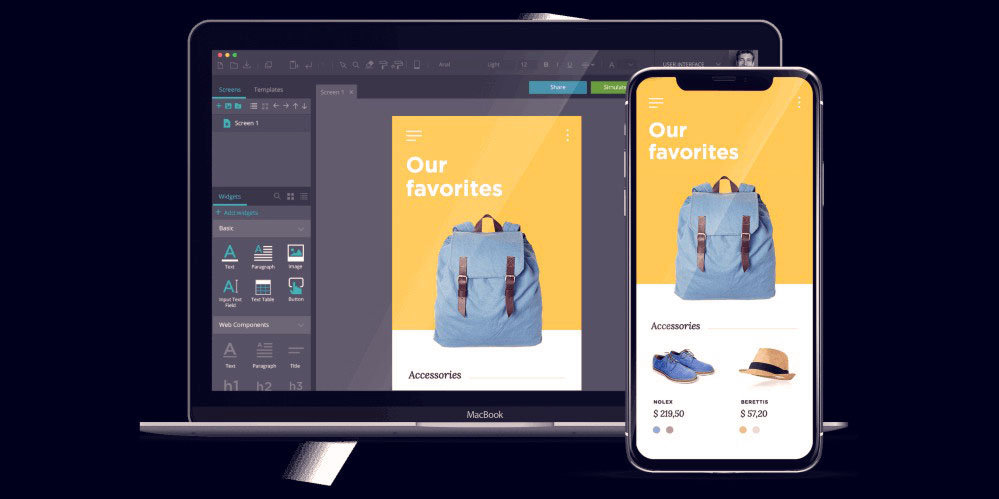 Arial
Light
12
B
I
U
A
USER INTERFACE
Screens
Templates
Screen 1
Share
Simulate
Screen 1
Our
favorites
Widgets
+ Add widgets
Basic
Text
Paragraph
Image
Input Text
Field
Text Table
Button
Web Components
Text
Paragraph
Title
h1
h2
h3
Accessories
MacBook
Our
favorites
Accessories
NOLEX
$ 219,50
BERETTIS
$ 57,20